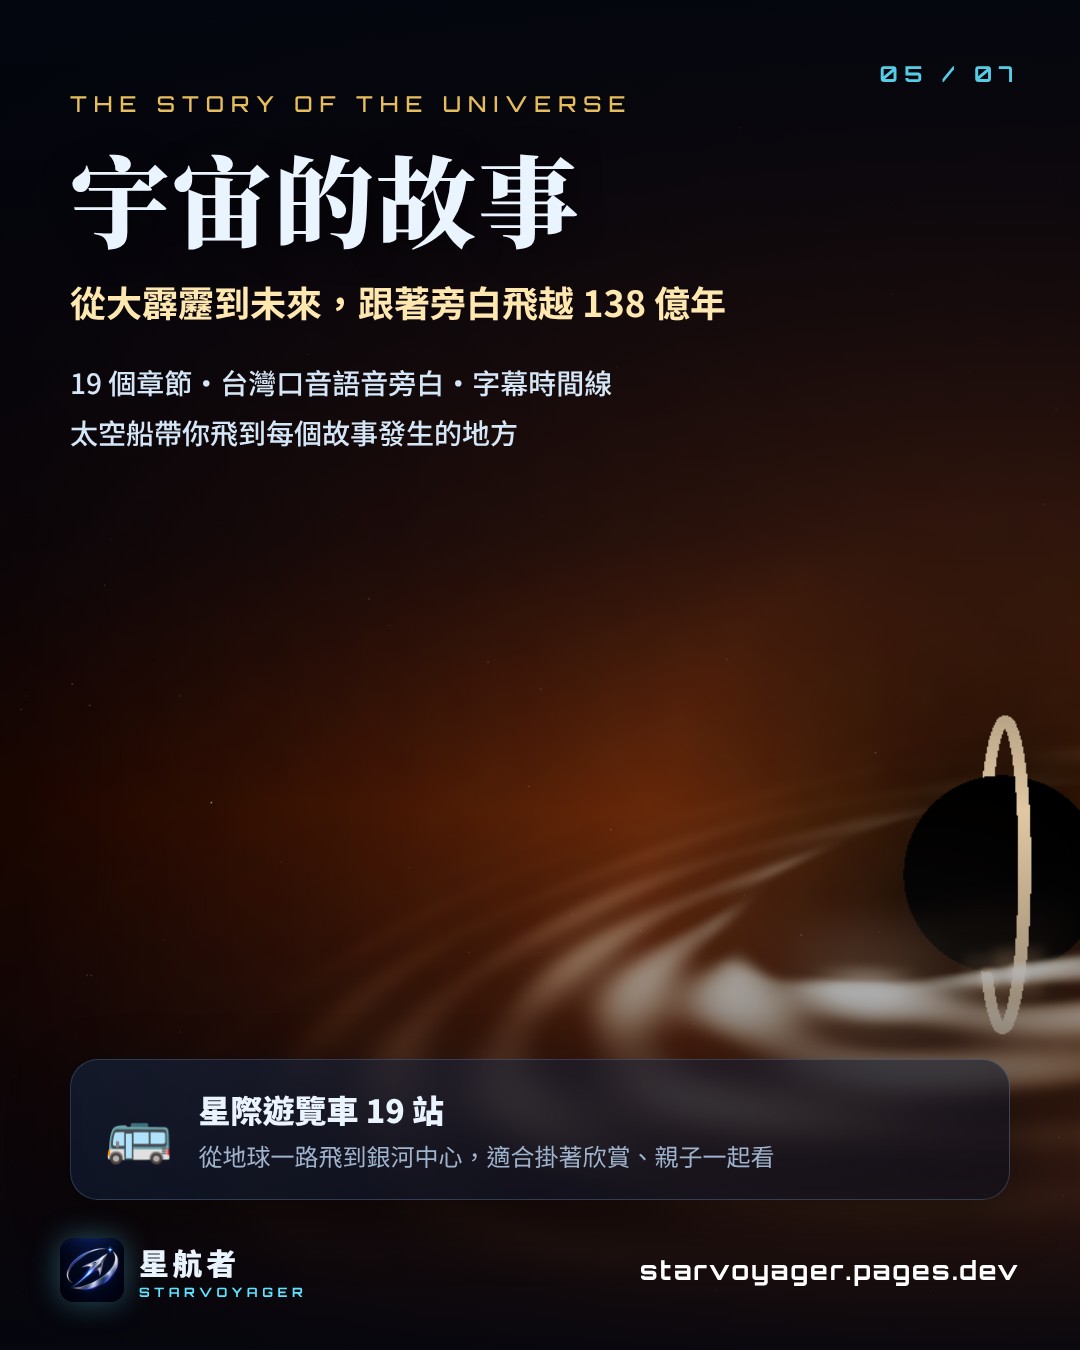 05 / 07
THE STORY OF THE UNIVERSE
宇宙的故事
從大霹靂到未來，跟著旁白飛越 138 億年
19 個章節・台灣口音語音旁白・字幕時間線
太空船帶你飛到每個故事發生的地方
星際遊覽車 19 站
從地球一路飛到銀河中心，適合掛著欣賞、親子一起看
星航者
STARVOYAGER
starvoyager.pages.dev